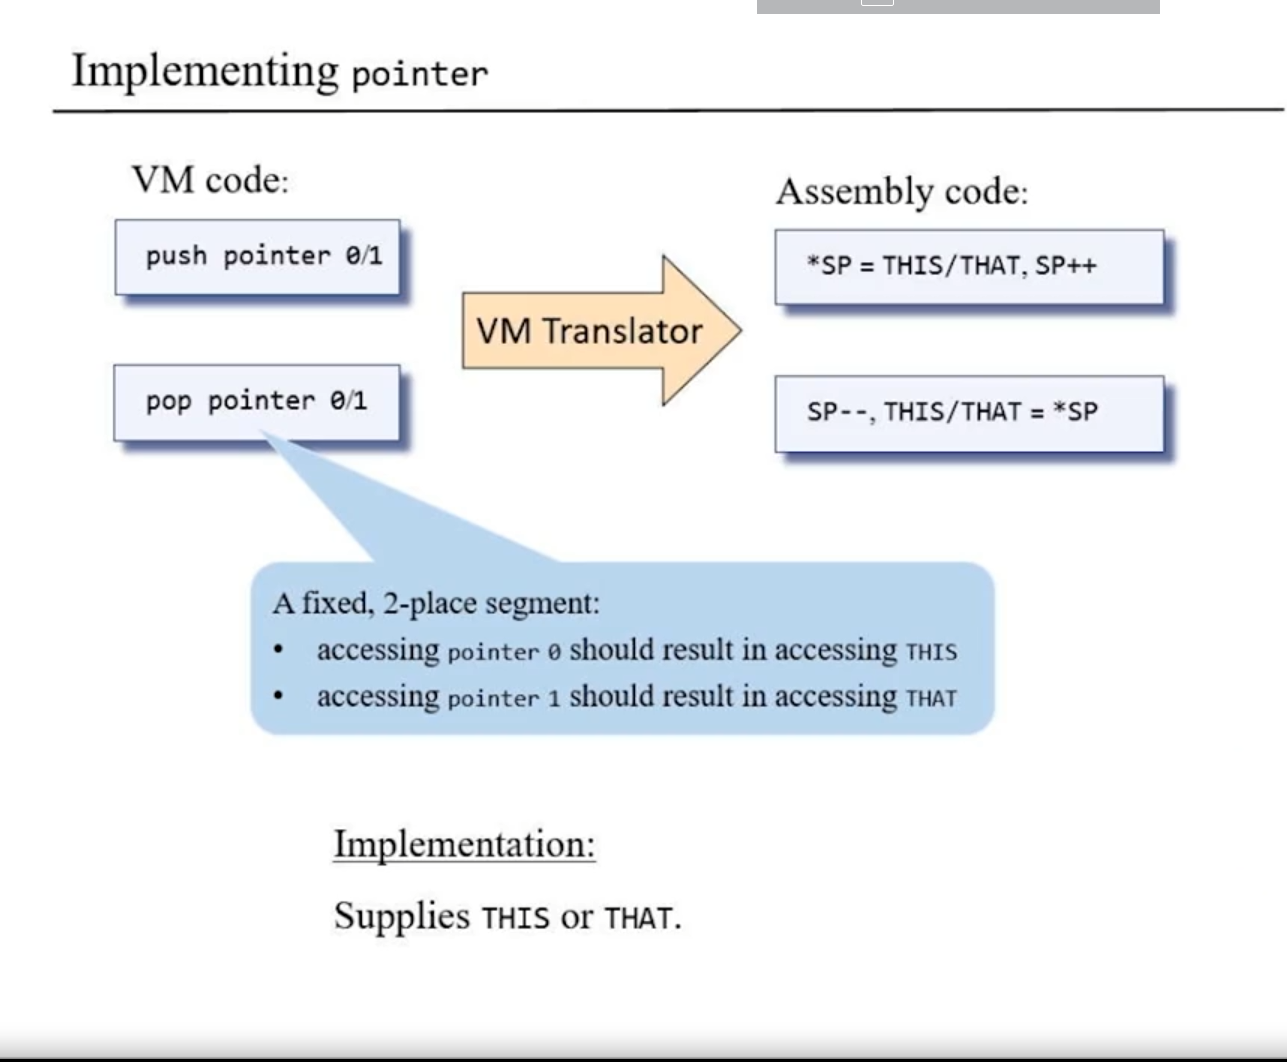 Implementing pointer
VM code:
push pointer 0/1
pop pointer 0/1
VM Translator
Assembly code:
*SP = THIS/THAT, SP++
SP--, THIS/THAT = *SP
A fixed, 2-place segment:
• accessing pointer 0 should result in accessing THIS
• accessing pointer 1 should result in accessing THAT
Implementation:
Supplies THIS or THAT.